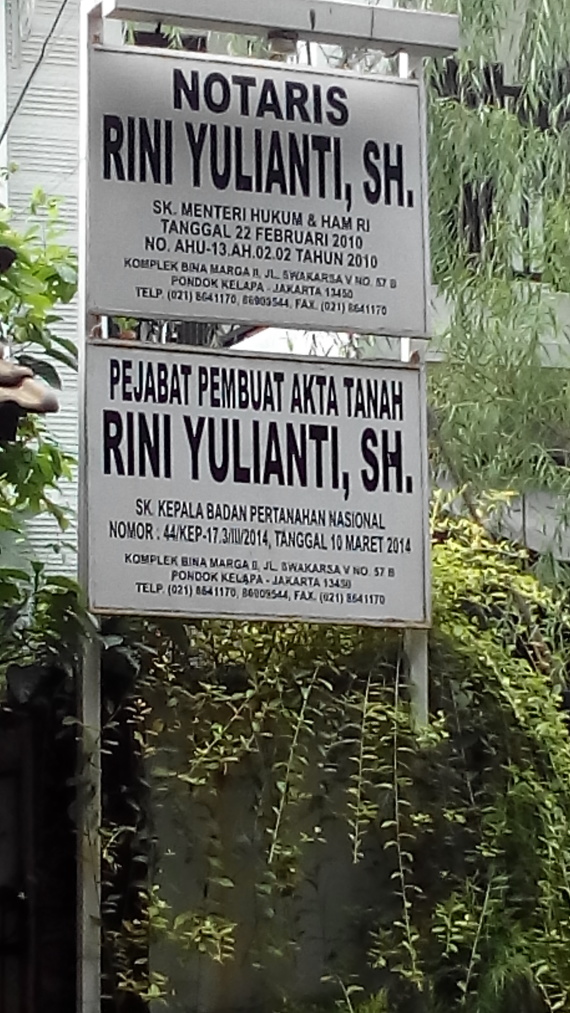 NOTARIS
RINI YULIANTI, SH.
SK. MENTERI HUKUM & HAM RI
TANGGAL 22 FEBRUARI 2010
NO. AHU-13.AH.02.02 TAHUN 2010
KOMPLEK BINA MARGA II, JL. SWAKARSA V NO. 57 B
PONDOK KELAPA - JAKARTA 13450
TELP. (021) 8641170, 86909544, FAX. (021) 8641170
PEJABAT PEMBUAT AKTA TANAH
RINI YULIANTI, SH.
SK. KEPALA BADAN PERTANAHAN NASIONAL
NOMOR : 44/KEP-17.3/III/2014, TANGGAL 10 MARET 2014
KOMPLEK BINA MARGA II, JL. SWAKARSA V NO. 57 B
PONDOK KELAPA - JAKARTA 13450
TELP. (021) 8641170, 86909544, FAX. (021) 8641170